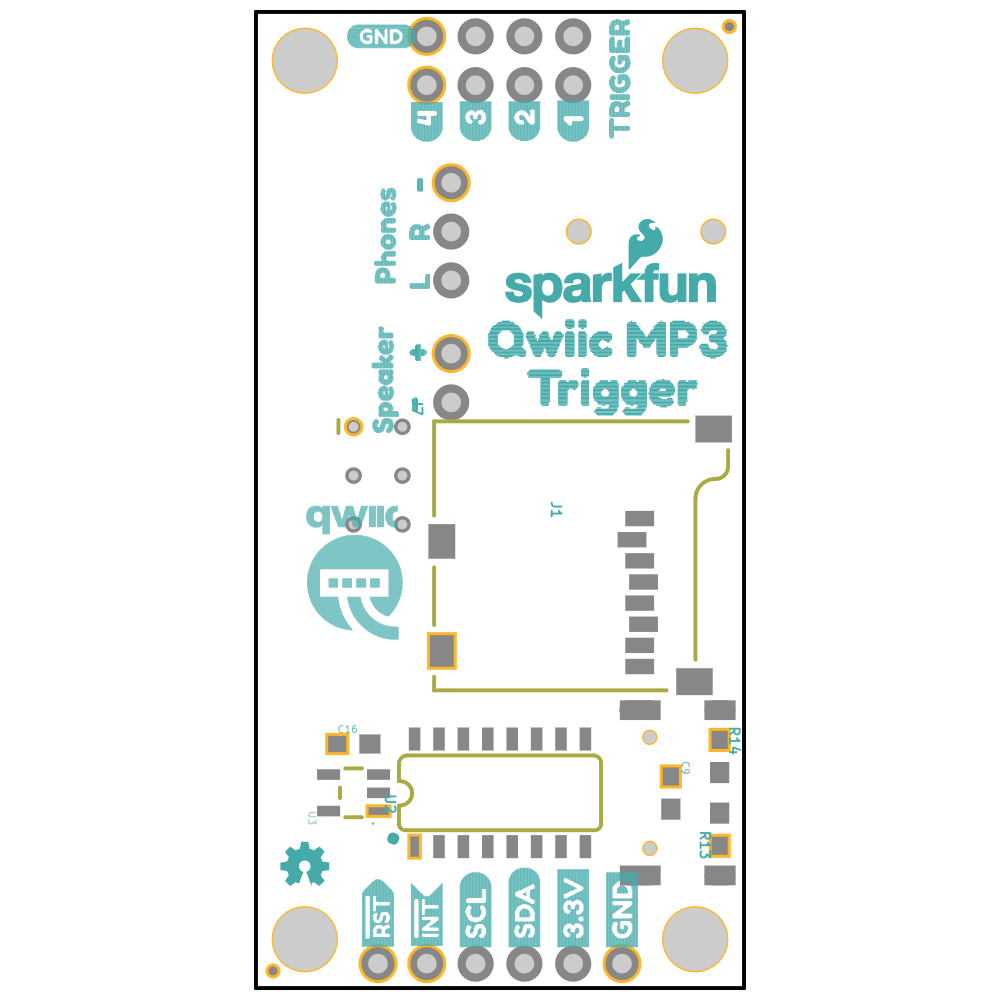 GND
4 3 2 1
TRIGGER
-
R
L
Phones
sparkfun
Qwiic MP3
Trigger
+
-
Speaker
J1
qwiic
C16
R14
C9
U2
U3
R13
RST
INT
SCL
SDA
3.3V
GND